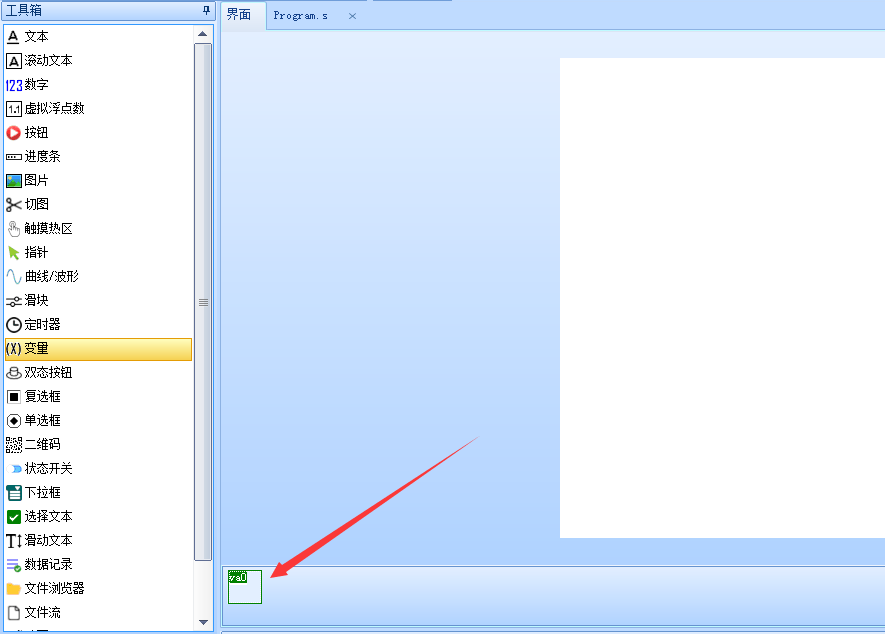 工具箱
界面
Program.s
文本
滚动文本
123 数字
1.1 虚拟浮点数
按钮
进度条
图片
切图
触摸热区
指针
曲线/波形
滑块
定时器
(X) 变量
双态按钮
复选框
单选框
二维码
状态开关
下拉框
选择文本
滑动文本
数据记录
文件浏览器
文件流
va0